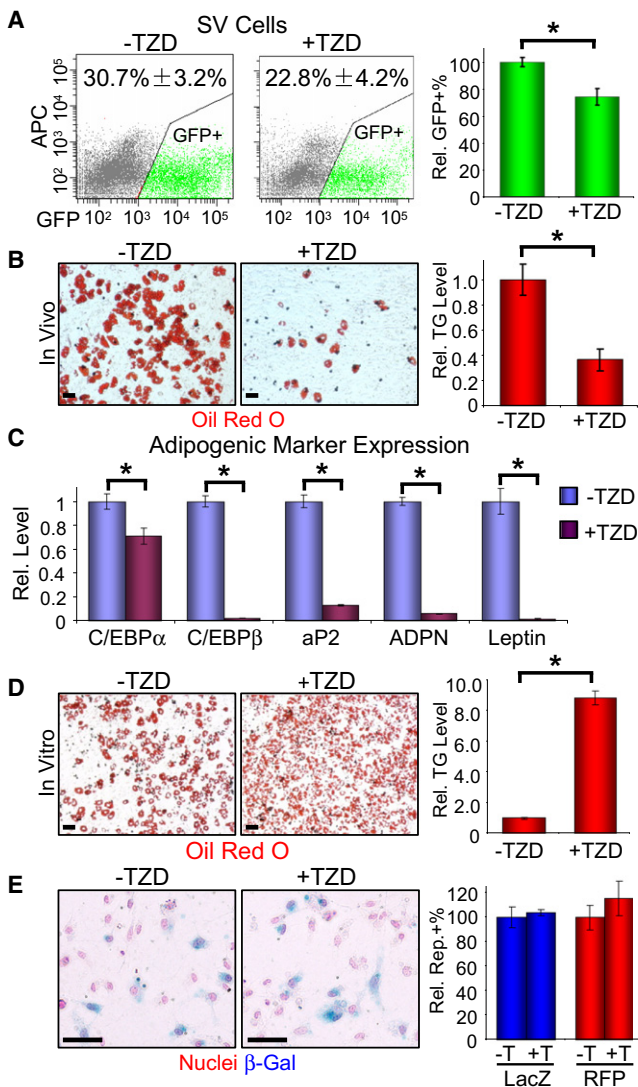 A
SV Cells
-TZD
+TZD
30.7% ± 3.2%
22.8% ± 4.2%
GFP+
GFP+
APC
10⁵
10⁴
10³
10²
GFP
10² 10³ 10⁴ 10⁵
10² 10³ 10⁴ 10⁵
*
Rel. GFP+%
100
80
60
40
20
0
-TZD +TZD
B
-TZD
+TZD
In Vivo
Oil Red O
*
Rel. TG Level
1.0
0.8
0.6
0.4
0.2
0
-TZD +TZD
C
Adipogenic Marker Expression
* * * * *
Rel. Level
1
0.8
0.6
0.4
0.2
0
C/EBPα C/EBPβ aP2 ADPN Leptin
-TZD
+TZD
D
-TZD
+TZD
In Vitro
Oil Red O
*
Rel. TG Level
10.0
8.0
6.0
4.0
2.0
0
-TZD +TZD
E
-TZD
+TZD
Nuclei β-Gal
Rel. Rep.+%
120
100
80
60
40
20
0
-T +T -T +T
LacZ RFP